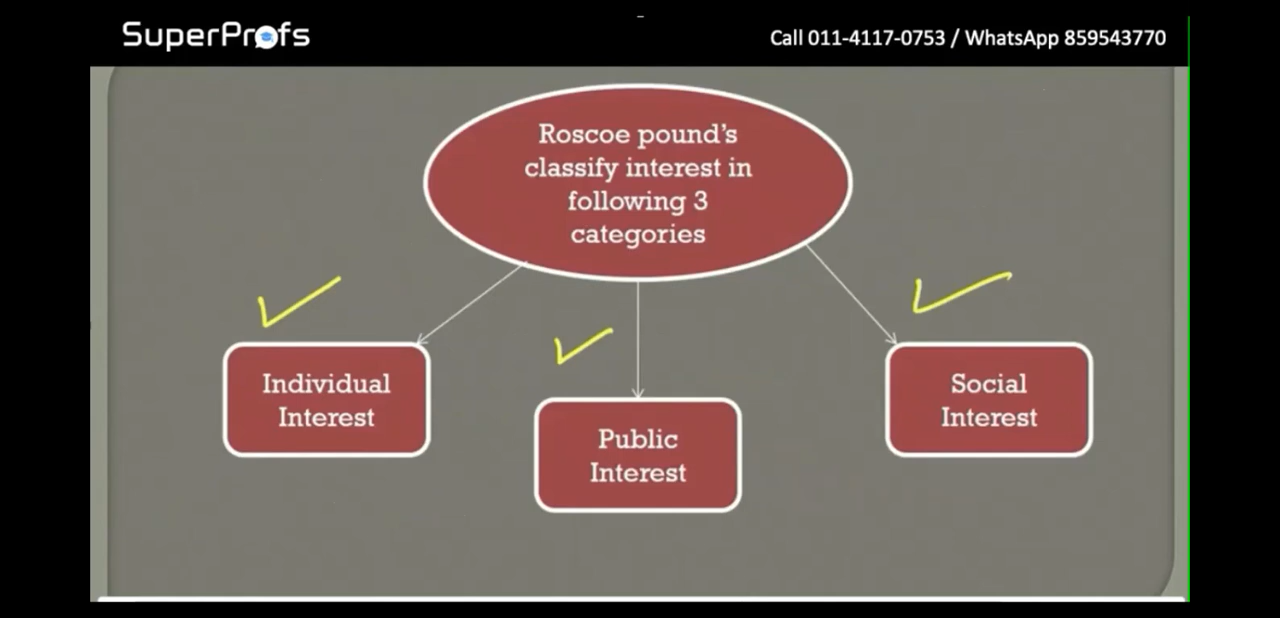 SuperProfs
Call 011-4117-0753 / WhatsApp 859543770
Roscoe pound’s
classify interest in
following 3
categories
Individual
Interest
Public
Interest
Social
Interest